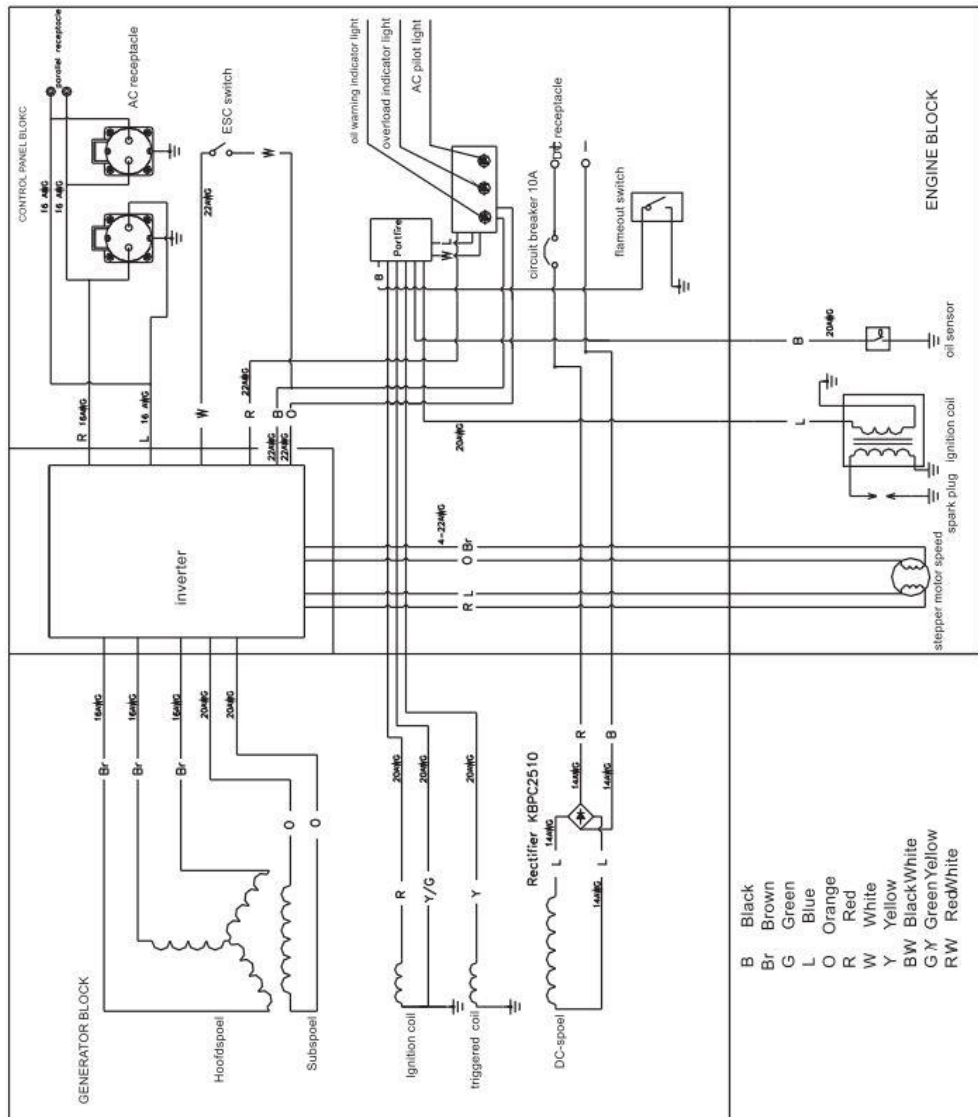 CONTROL PANEL BLOKC
parallel receptacle
AC receptacle
16 AWG
16 AWG
ESC switch
W
22AWG
oil warning indicator light
overload indicator light
AC pilot light
Portfire
B
L
W
circuit breaker 10A
DC receptacle
+
—
flameout switch
R
16AWG
L
16 AWG
W
22AWG
R
B
O
22AWG
22AWG
inverter
4-22AWG
O Br
R L
20AWG
ENGINE BLOCK
B
20AWG
oil sensor
L
ignition coil
spark plug
stepper motor speed
GENERATOR BLOCK
Br
16AWG
Br
16AWG
Br
16AWG
20AWG
20AWG
O
O
Hoofdspoel
Subspoel
R
20AWG
Y/G
20AWG
Ignition coil
Y
20AWG
triggered coil
Rectifier KBPC2510
14AWG
L
14AWG
L
14AWG
R
14AWG
B
DC-spoel
B Black
Br Brown
G Green
L Blue
O Orange
R Red
W White
Y Yellow
BW BlackWhite
GY GreenYellow
RW RedWhite